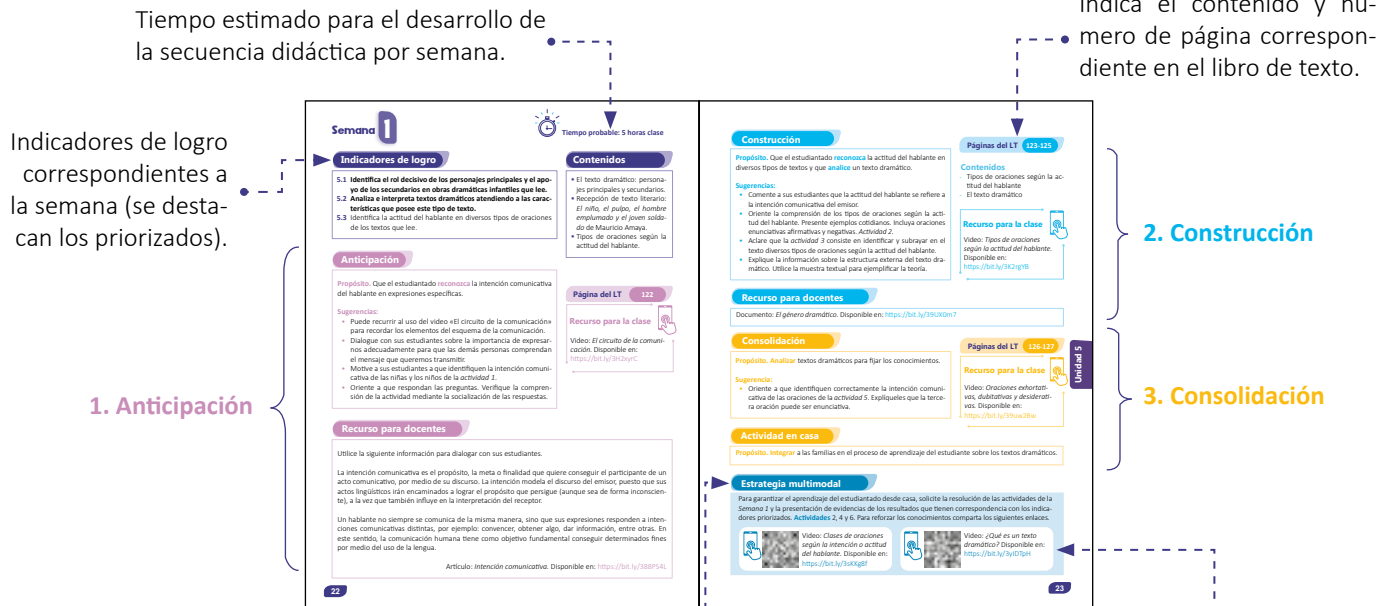 Tiempo estimado para el desarrollo de
la secuencia didáctica por semana.
Indica el contenido y nú-
mero de página correspon-
diente en el libro de texto.
Indicadores de logro
correspondientes a
la semana (se desta-
can los priorizados).
Semana 1
Tiempo probable: 5 horas clase
Indicadores de logro
5.1 Identifica el rol decisivo de los personajes principales y el apo-
yo de los secundarios en obras dramáticas infantiles que lee.
5.2 Analiza e interpreta textos dramáticos atendiendo a las carac-
terísticas que posee este tipo de texto.
5.3 Identifica la actitud del hablante en diversos tipos de oraciones
de los textos que lee.
Contenidos
• El texto dramático: persona-
jes principales y secundarios.
• Recepción de texto literario:
El niño, el pulpo, el hombre
emplumado y el joven solda-
do de Mauricio Amaya.
• Tipos de oraciones según la
actitud del hablante.
1. Anticipación
Anticipación
Propósito. Que el estudiantado reconozca la intención comunicativa
del hablante en expresiones específicas.
Sugerencias:
• Puede recurrir al uso del video «El circuito de la comunicación»
para recordar los elementos del esquema de la comunicación.
• Dialogue con sus estudiantes sobre la importancia de expresar-
nos adecuadamente para que las demás personas comprendan
el mensaje que queremos transmitir.
• Motive a sus estudiantes a que identifiquen la intención comuni-
cativa de las niñas y los niños de la actividad 1.
• Oriente a que respondan las preguntas. Verifique la compren-
sión de la actividad mediante la socialización de las respuestas.
Página del LT 122
Recurso para la clase
Video: El circuito de la comuni-
cación. Disponible en:
https://bit.ly/3H2xyrC
Recurso para docentes
Utilice la siguiente información para dialogar con sus estudiantes.
La intención comunicativa es el propósito, la meta o finalidad que quiere conseguir el participante de un
acto comunicativo, por medio de su discurso. La intención modela el discurso del emisor, puesto que sus
actos lingüísticos irán encaminados a lograr el propósito que persigue (aunque sea de forma inconscien-
te), a la vez que también influye en la interpretación del receptor.
Un hablante no siempre se comunica de la misma manera, sino que sus expresiones responden a inten-
ciones comunicativas distintas, por ejemplo: convencer, obtener algo, dar información, entre otras. En
este sentido, la comunicación humana tiene como objetivo fundamental conseguir determinados fines
por medio del uso de la lengua.
Artículo: Intención comunicativa. Disponible en: https://bit.ly/38BPS4L
22
Construcción
Propósito. Que el estudiantado reconozca la actitud del hablante en
diversos tipos de textos y que analice un texto dramático.
Sugerencias:
• Comente a sus estudiantes que la actitud del hablante se refiere a
la intención comunicativa del emisor.
• Oriente la comprensión de los tipos de oraciones según la acti-
tud del hablante. Presente ejemplos cotidianos. Incluya oraciones
enunciativas afirmativas y negativas. Actividad 2.
• Aclare que la actividad 3 consiste en identificar y subrayar en el
texto diversos tipos de oraciones según la actitud del hablante.
• Explique la información sobre la estructura externa del texto dra-
mático. Utilice la muestra textual para ejemplificar la teoría.
Páginas del LT 123-125
Contenidos
· Tipos de oraciones según la ac-
titud del hablante
· El texto dramático
Recurso para la clase
Video: Tipos de oraciones
según la actitud del hablante.
Disponible en:
https://bit.ly/3K2rgYB
2. Construcción
Recurso para docentes
Documento: El género dramático. Disponible en: https://bit.ly/39UX0m7
Consolidación
Propósito. Analizar textos dramáticos para fijar los conocimientos.
Sugerencia:
• Oriente a que identifiquen correctamente la intención comuni-
cativa de las oraciones de la actividad 5. Explíqueles que la terce-
ra oración puede ser enunciativa.
Páginas del LT 126-127
Recurso para la clase
Video: Oraciones exhortati-
vas, dubitativas y desiderati-
vas. Disponible en:
Unidad 5
3. Consolidación
Actividad en casa
Propósito. Integrar a las familias en el proceso de aprendizaje del estudiante sobre los textos dramáticos.
Estrategia multimodal
Para garantizar el aprendizaje del estudiantado desde casa, solicite la resolución de las actividades de la
Semana 1 y la presentación de evidencias de los resultados que tienen correspondencia con los indica-
dores priorizados. Actividades 2, 4 y 6. Para reforzar los conocimientos comparta los siguientes enlaces.
Video: Clases de oraciones
según la intención o actitud
del hablante. Disponible en:
https://bit.ly/3sKKg8f
Video: ¿Qué es un texto
dramático? Disponible en:
https://bit.ly/3yIDTpH
23